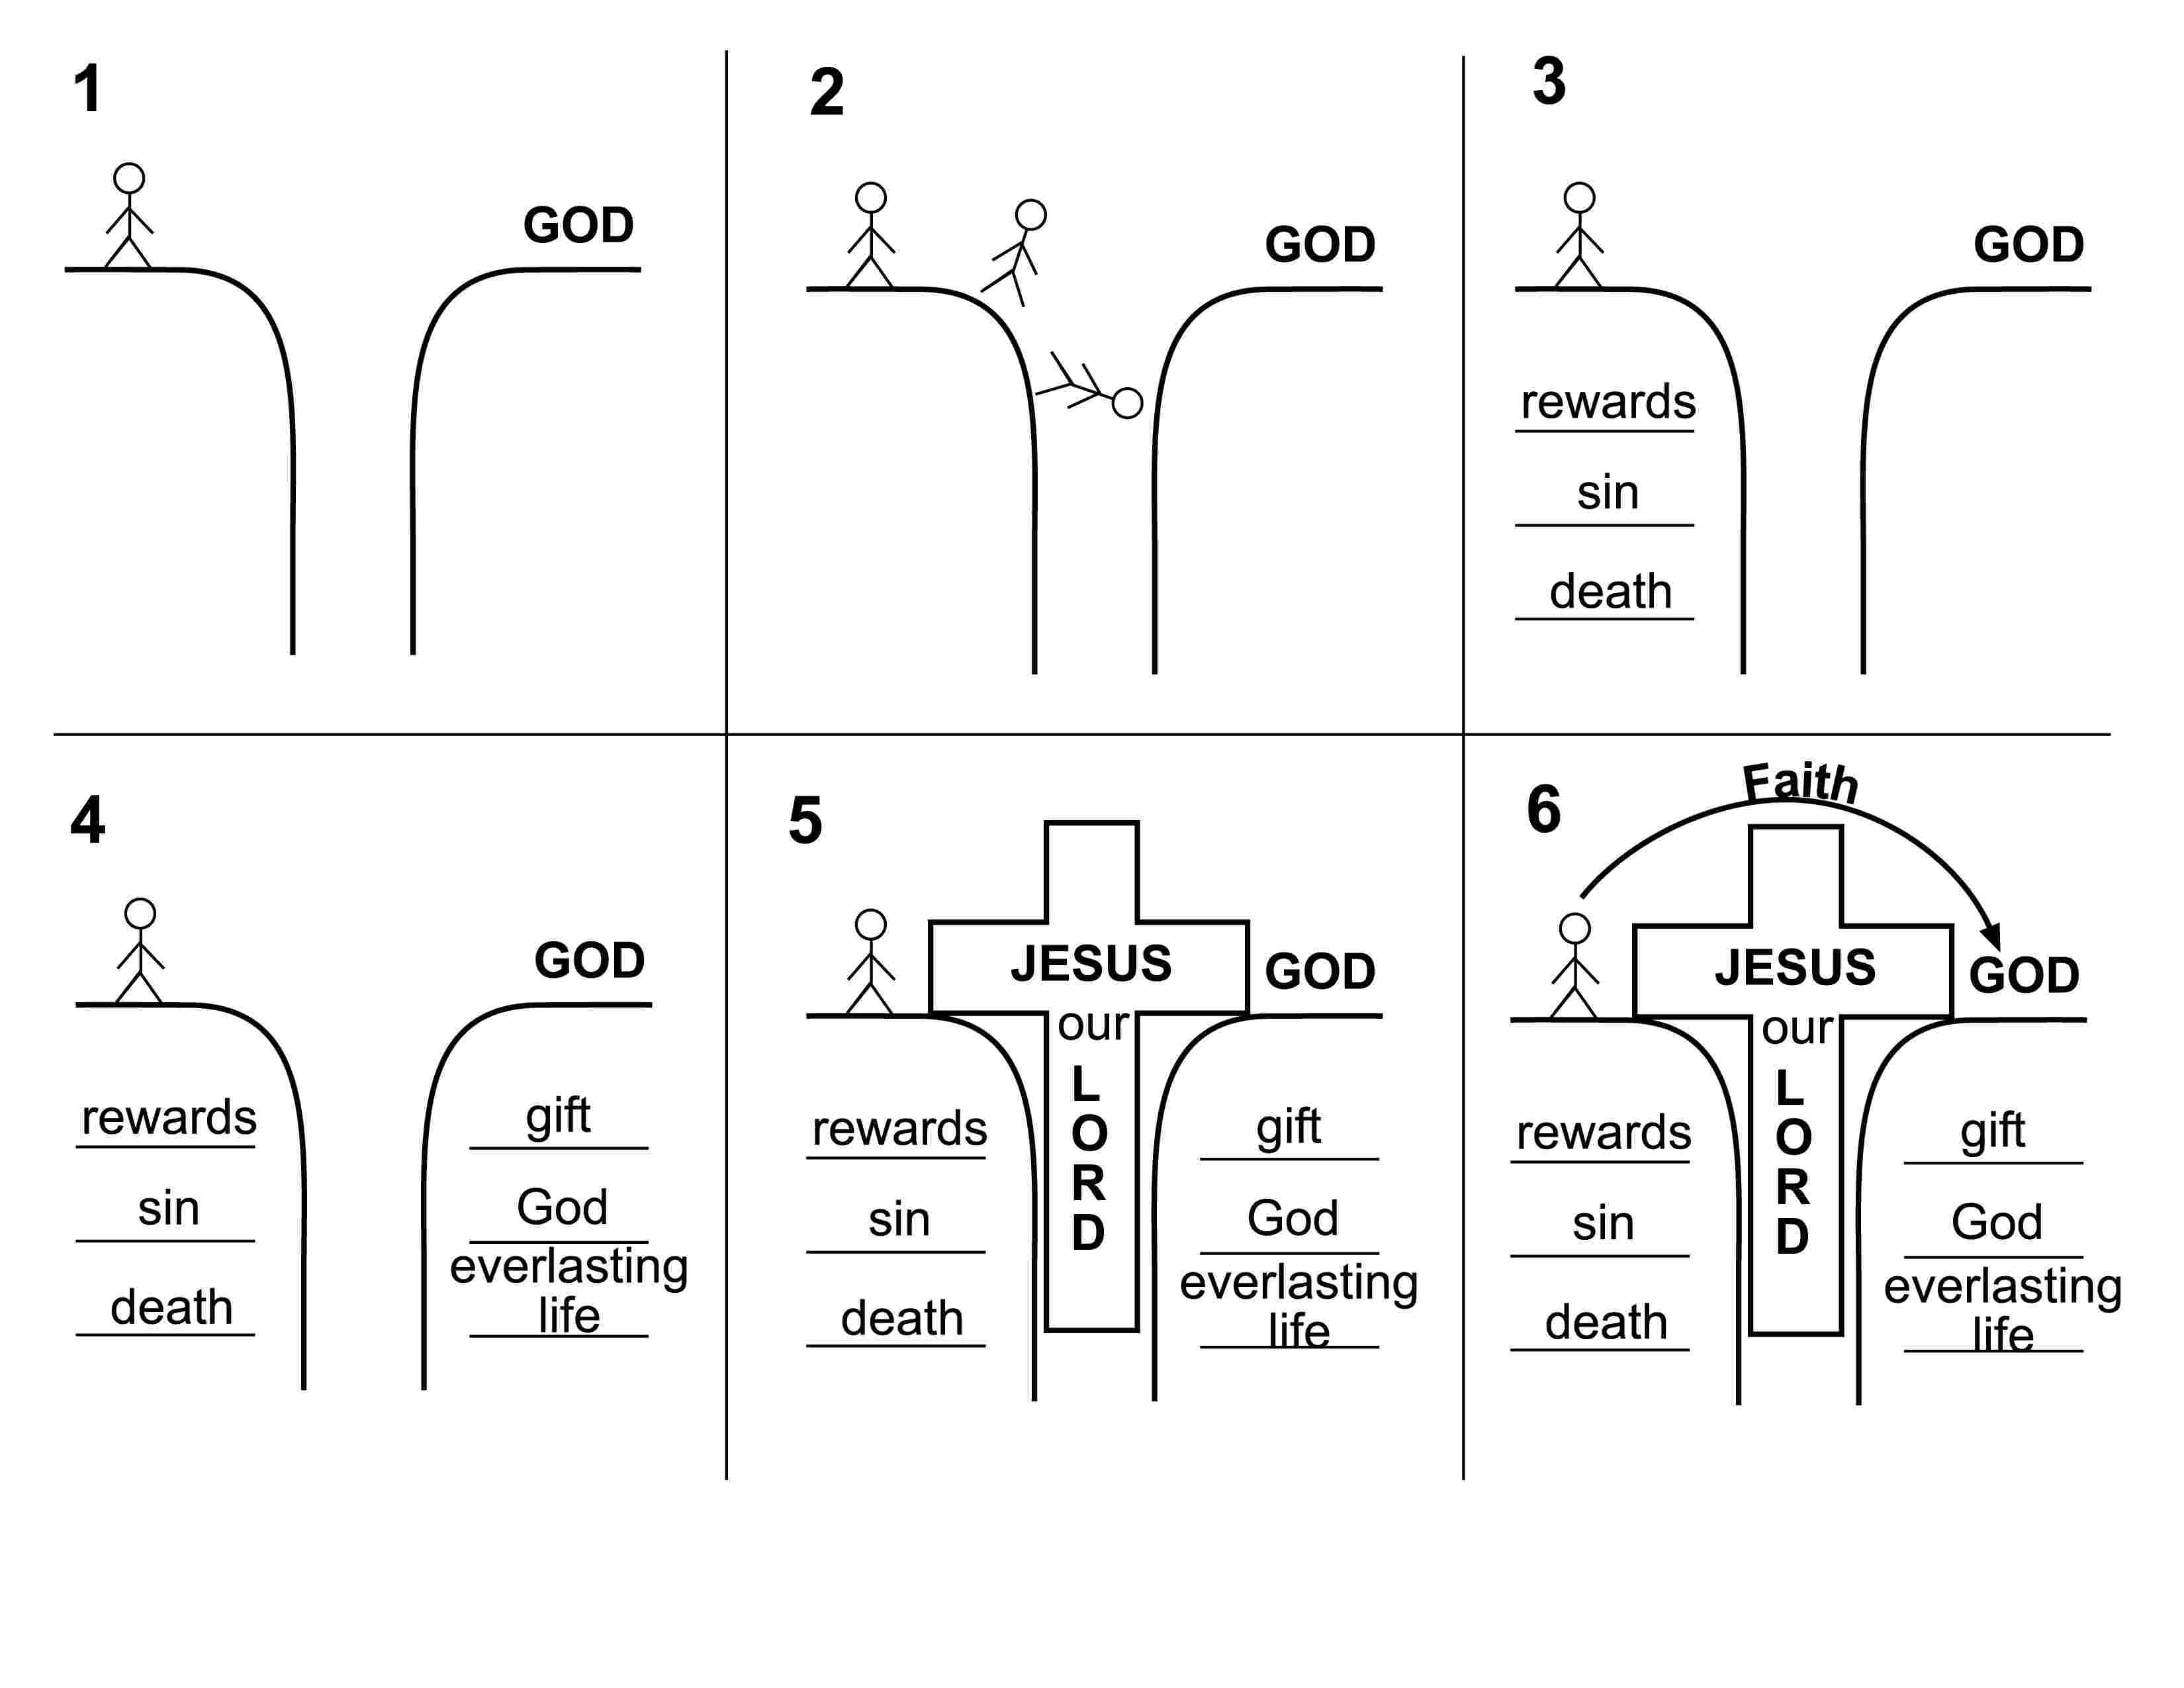 1
GOD
2
GOD
3
GOD
rewards
sin
death
4
GOD
rewards
sin
death
gift
God
everlasting
life
5
JESUS
our
LORD
GOD
rewards
sin
death
gift
God
everlasting
life
6
Faith
JESUS
our
LORD
GOD
rewards
sin
death
gift
God
everlasting
life